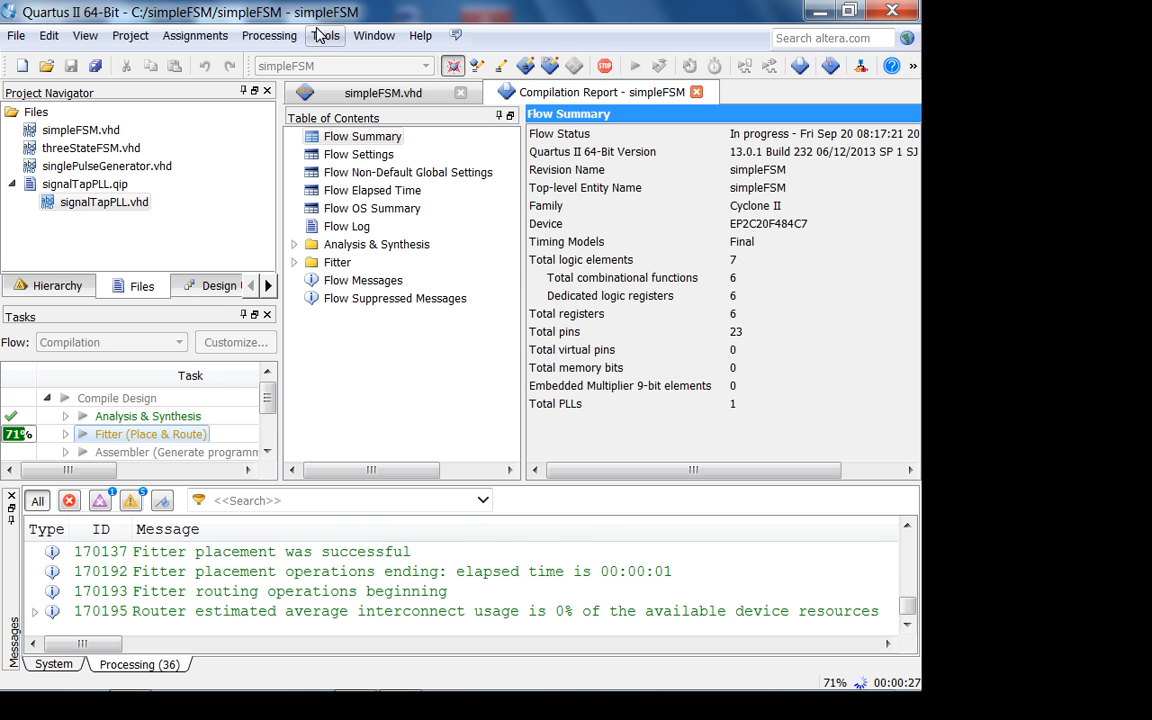 Quartus II 64-Bit - C:/simpleFSM/simpleFSM - simpleFSM
File Edit View Project Assignments Processing Tools Window Help
Search altera.com
simpleFSM
»
Project Navigator
Files
simpleFSM.vhd
threeStateFSM.vhd
singlePulseGenerator.vhd
signalTapPLL.qip
signalTapPLL.vhd
Hierarchy Files Design
Tasks
Flow: Compilation Customize...
Task
Compile Design
Analysis & Synthesis
71% Fitter (Place & Route)
Assembler (Generate programm
simpleFSM.vhd
Compilation Report - simpleFSM
Table of Contents
Flow Summary
Flow Settings
Flow Non-Default Global Settings
Flow Elapsed Time
Flow OS Summary
Flow Log
Analysis & Synthesis
Fitter
Flow Messages
Flow Suppressed Messages
Flow Summary
Flow Status In progress - Fri Sep 20 08:17:21 20
Quartus II 64-Bit Version 13.0.1 Build 232 06/12/2013 SP 1 SJ
Revision Name simpleFSM
Top-level Entity Name simpleFSM
Family Cyclone II
Device EP2C20F484C7
Timing Models Final
Total logic elements 7
Total combinational functions 6
Dedicated logic registers 6
Total registers 6
Total pins 23
Total virtual pins 0
Total memory bits 0
Embedded Multiplier 9-bit elements 0
Total PLLs 1
All 1 5 <<Search>>
Type ID Message
170137 Fitter placement was successful
170192 Fitter placement operations ending: elapsed time is 00:00:01
170193 Fitter routing operations beginning
170195 Router estimated average interconnect usage is 0% of the available device resources
Messages
System Processing (36)
71% 00:00:27